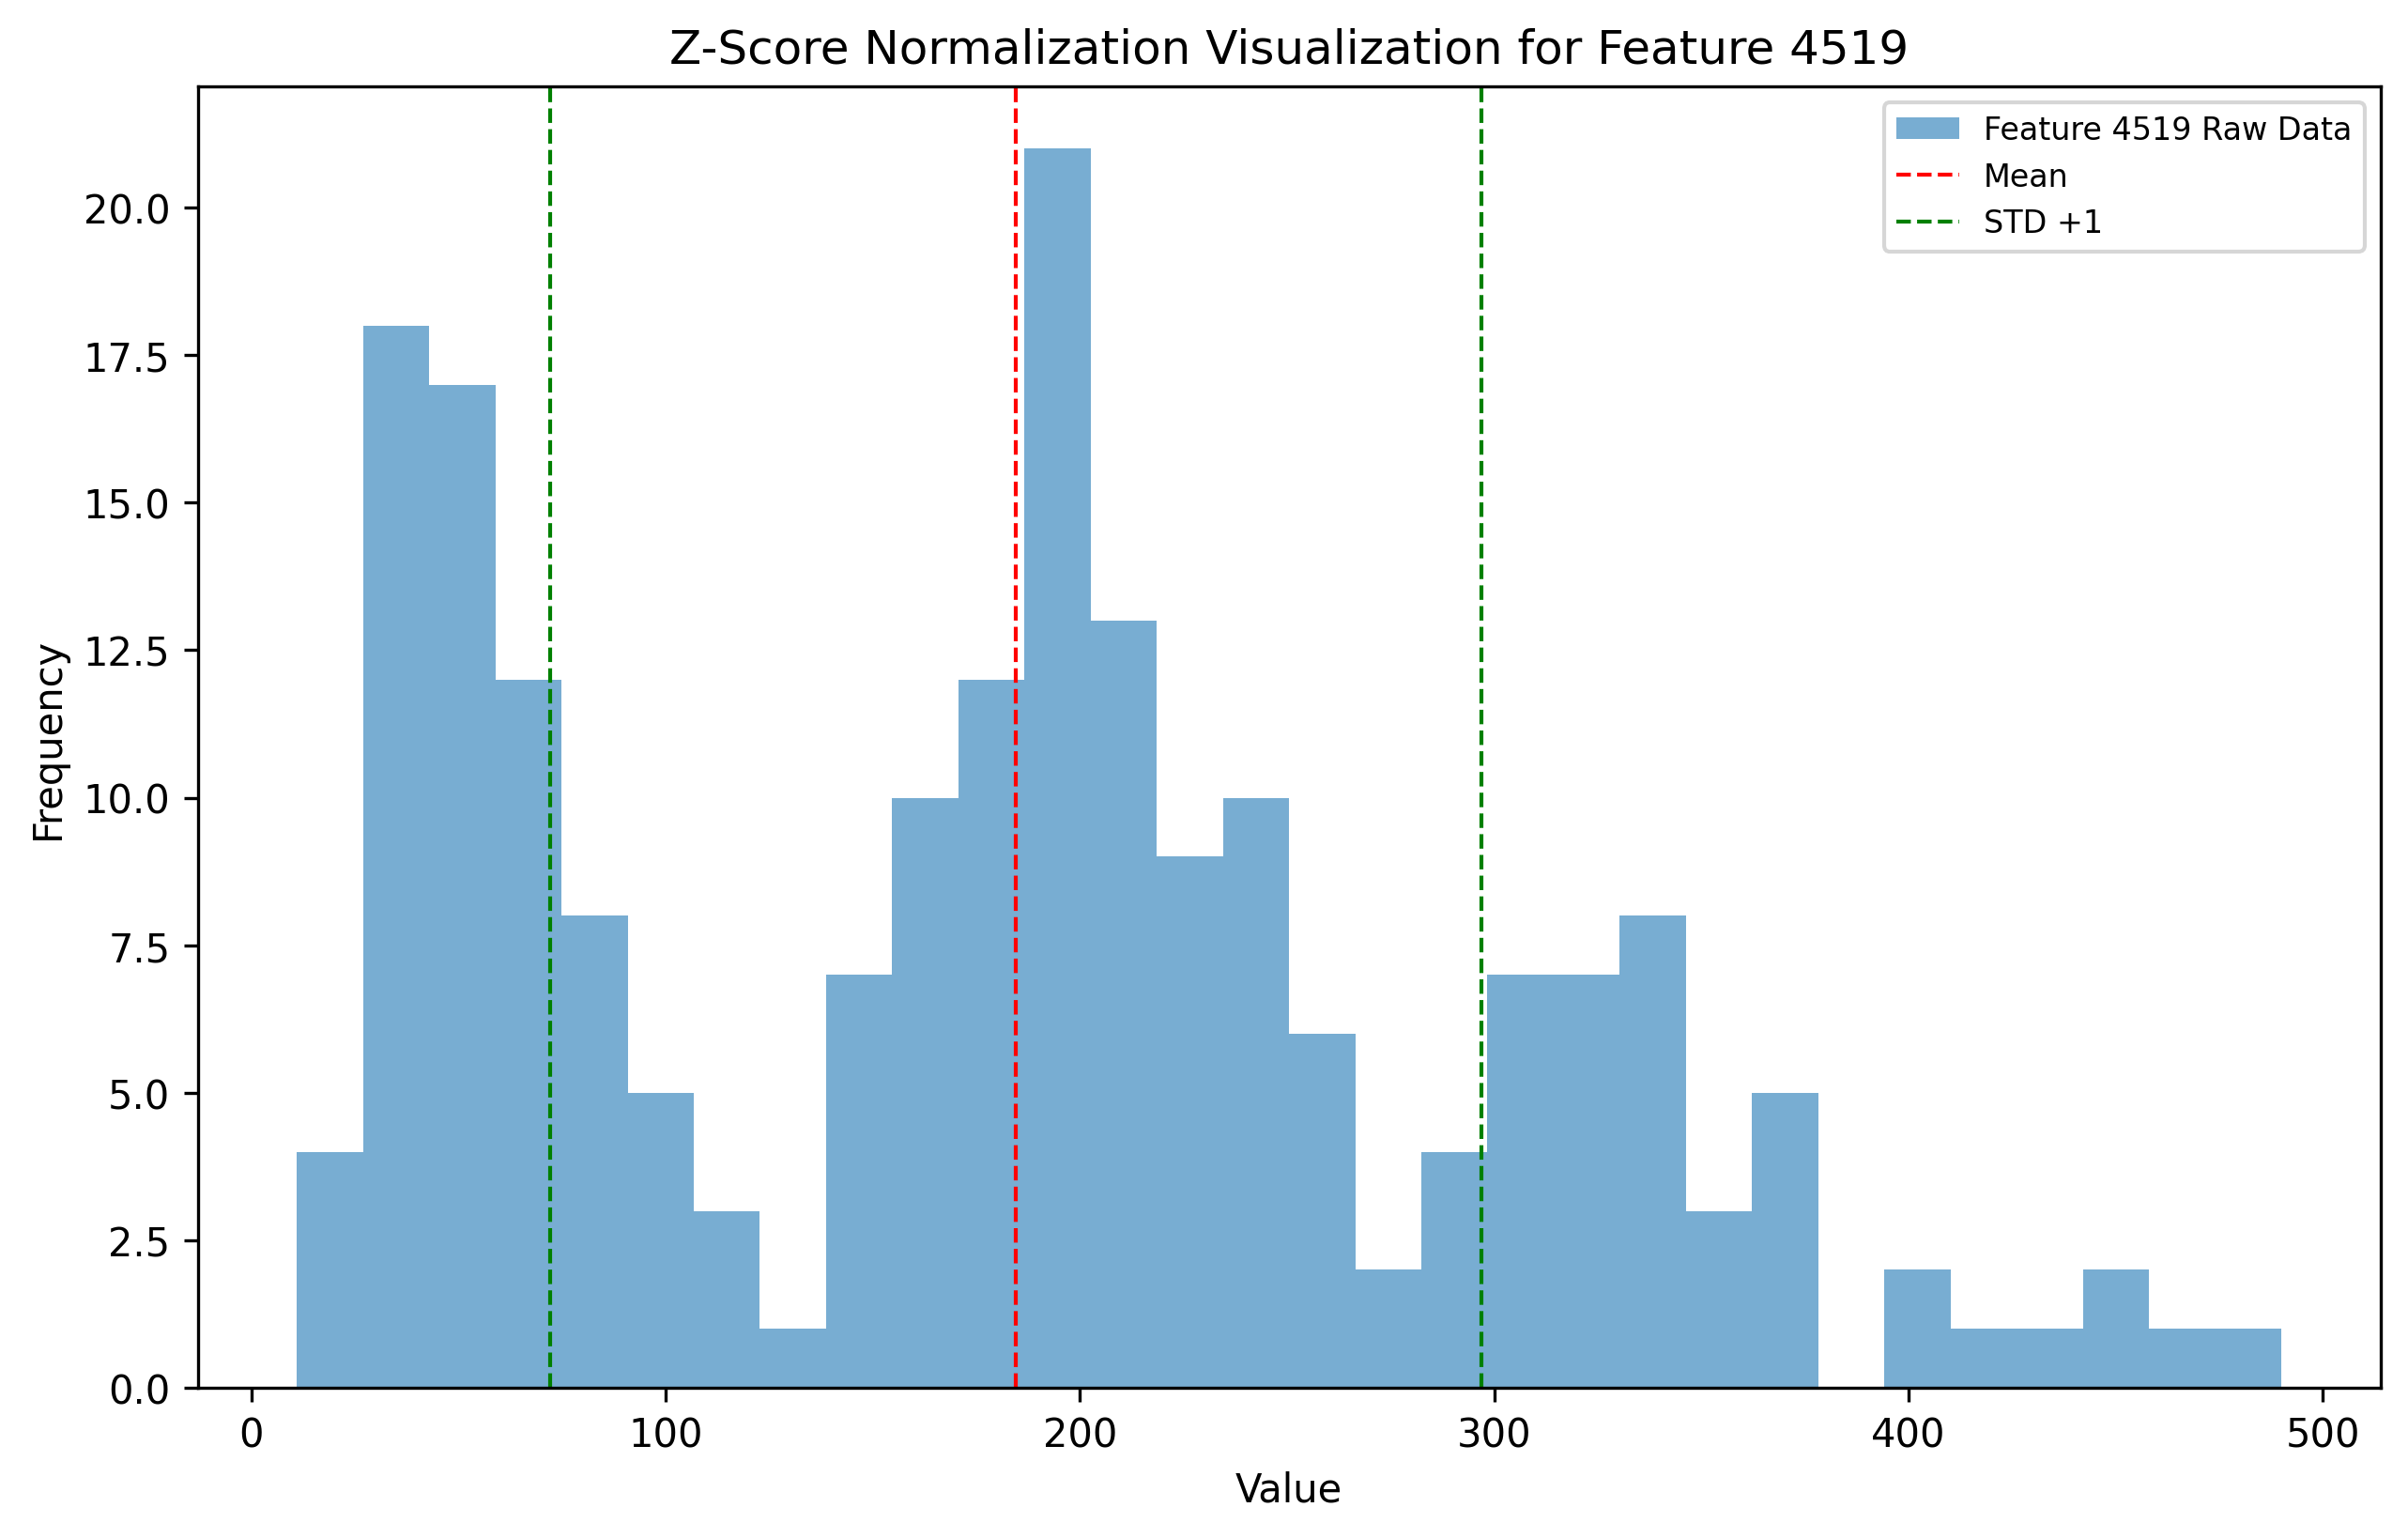 Z-Score Normalization Visualization for Feature 4519
Feature 4519 Raw Data
Mean
STD +1
Frequency
20.0
17.5
15.0
12.5
10.0
7.5
5.0
2.5
0.0
0 100 200 300 400 500
Value